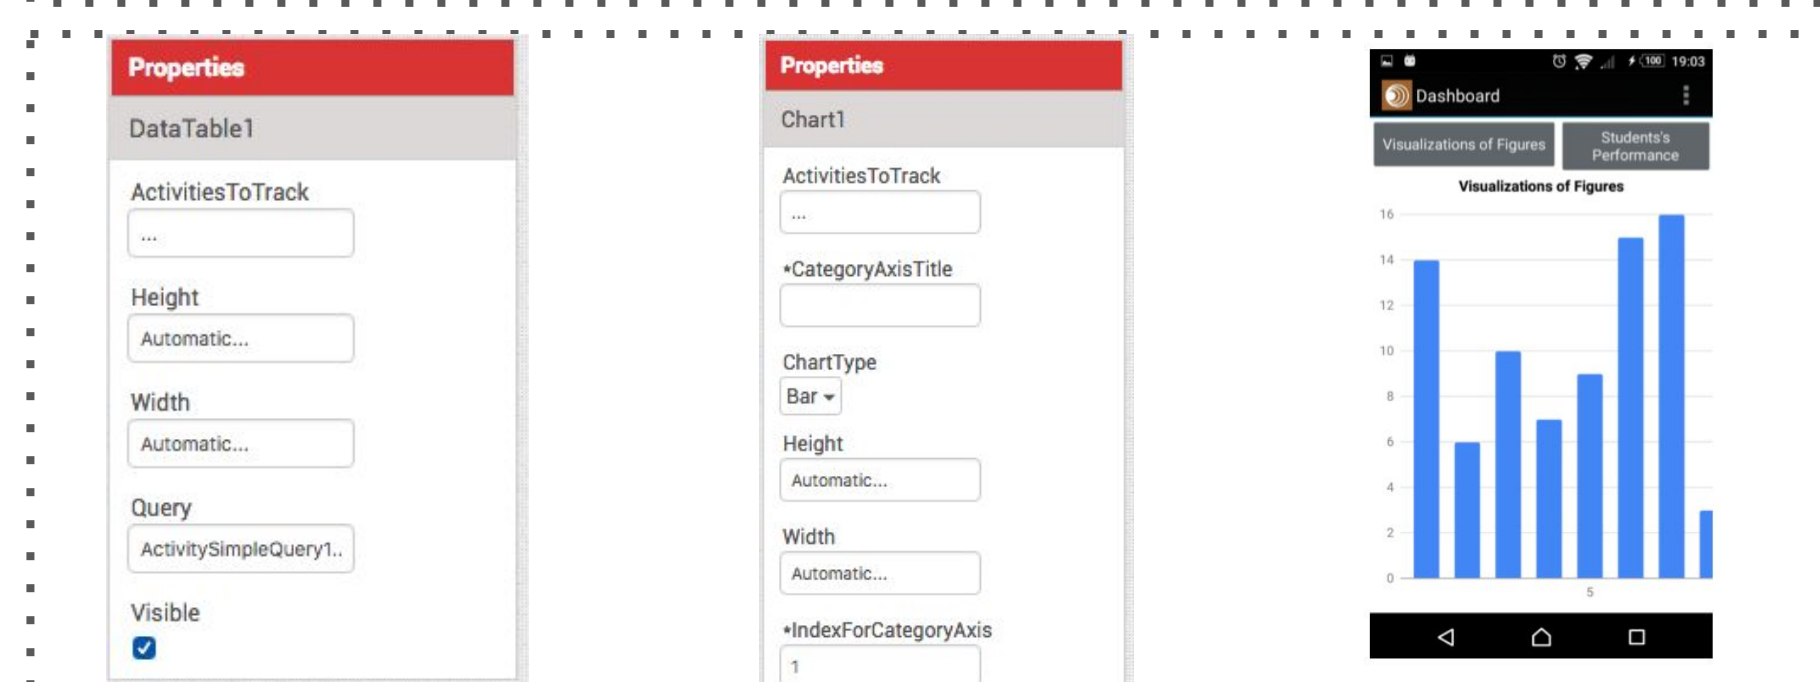 Properties
DataTable1
ActivitiesToTrack
...
Height
Automatic...
Width
Automatic...
Query
ActivitySimpleQuery1..
Visible
Properties
Chart1
ActivitiesToTrack
...
*CategoryAxisTitle
ChartType
Bar
Height
Automatic...
Width
Automatic...
*IndexForCategoryAxis
1
100 19:03
Dashboard
Visualizations of Figures
Students's
Performance
Visualizations of Figures
16
14
12
10
8
6
4
2
0
5